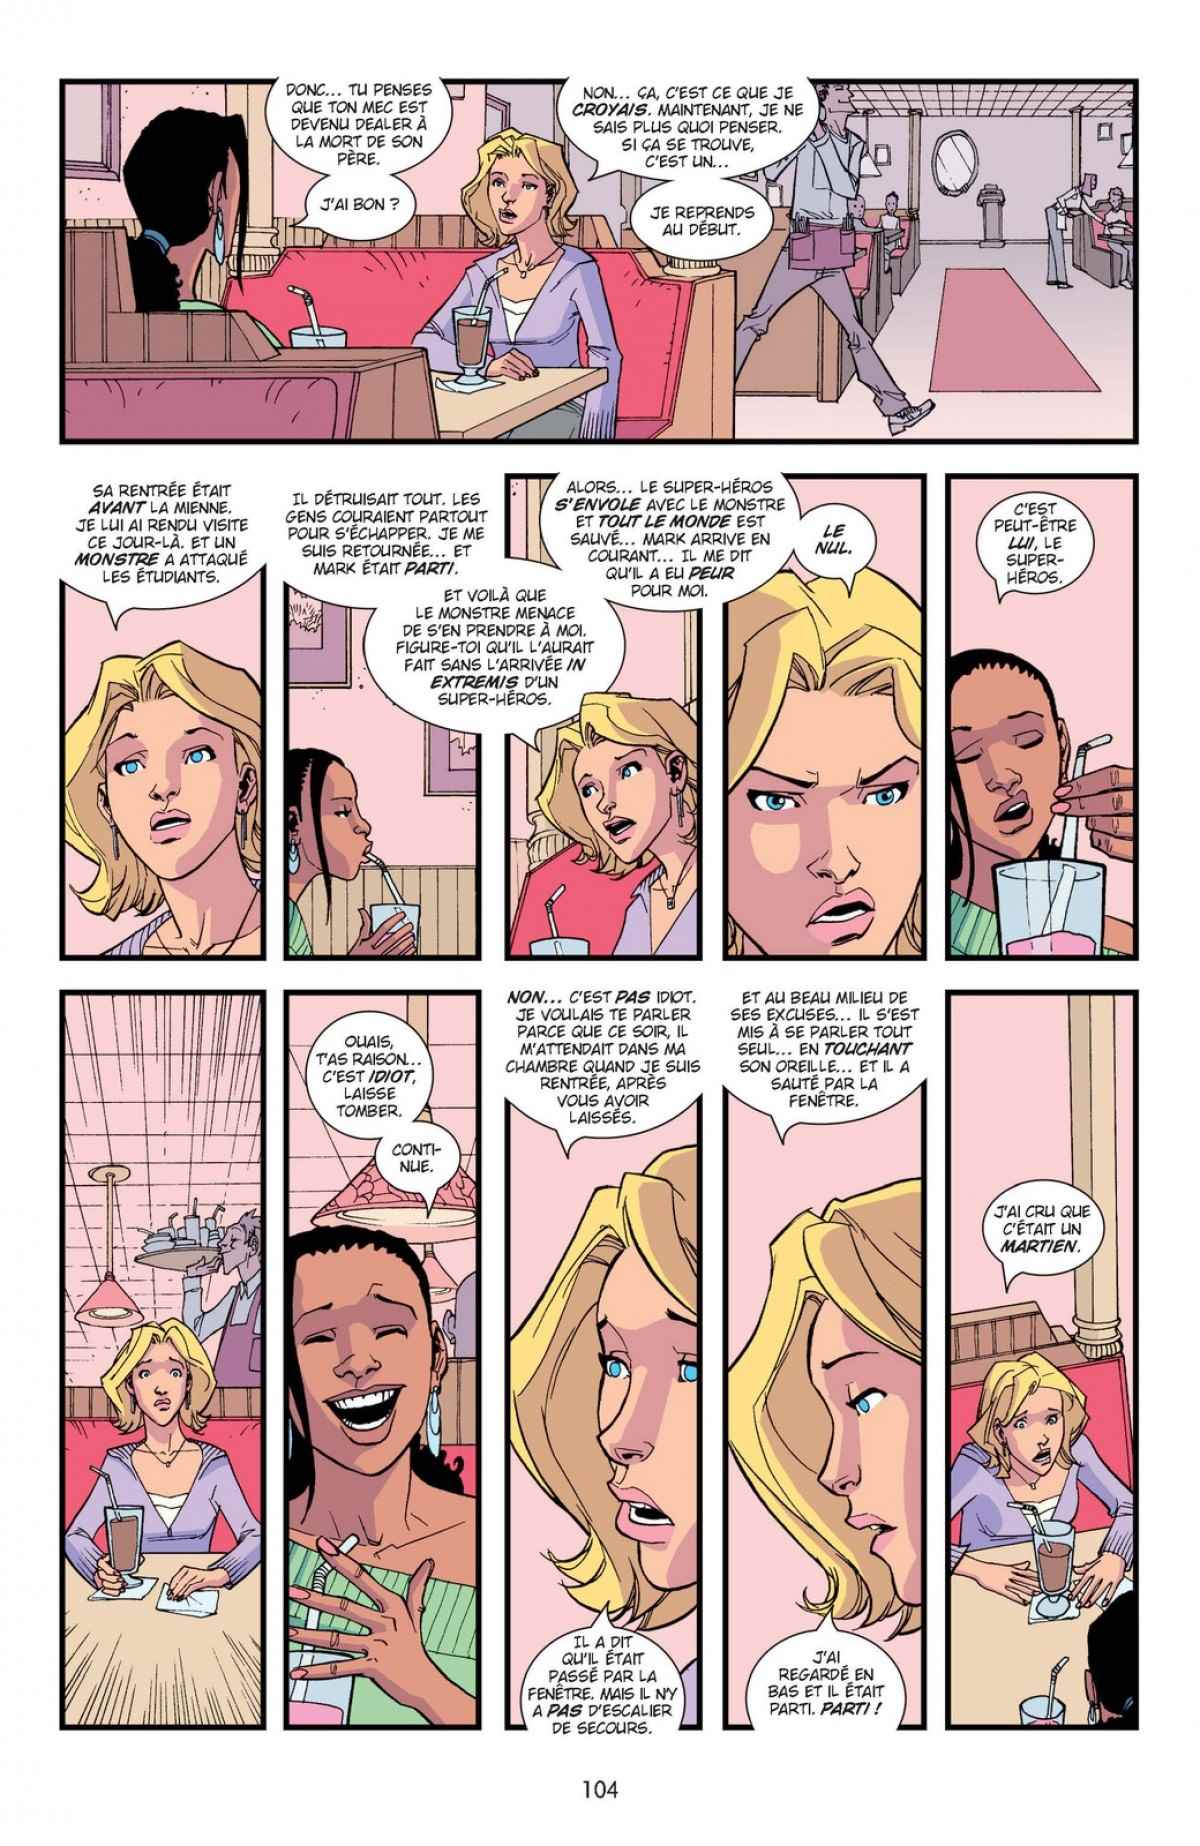 DONC... TU PENSES
QUE TON MEC EST
DEVENU DEALER À
LA MORT DE SON
PÈRE.
J'AI BON ?
NON... ÇA, C'EST CE QUE JE
CROYAIS. MAINTENANT, JE NE
SAIS PLUS QUOI PENSER.
SI ÇA SE TROUVE,
C'EST UN...
JE REPRENDS
AU DÉBUT.
SA RENTRÉE ÉTAIT
AVANT LA MIENNE.
JE LUI AI RENDU VISITE
CE JOUR-LÀ. ET UN
MONSTRE A ATTAQUÉ
LES ÉTUDIANTS.
IL DÉTRUISAIT TOUT. LES
GENS COURAIENT PARTOUT
POUR S'ÉCHAPPER. JE ME
SUIS RETOURNÉE... ET
MARK ÉTAIT PARTI.
ET VOILÀ QUE
LE MONSTRE MENACE
DE S'EN PRENDRE À MOI.
FIGURE-TOI QU'IL L'AURAIT
FAIT SANS L'ARRIVÉE IN
EXTREMIS D'UN
SUPER-HÉROS.
ALORS... LE SUPER-HÉROS
S'ENVOLE AVEC LE MONSTRE
ET TOUT LE MONDE EST
SAUVÉ... MARK ARRIVE EN
COURANT... IL ME DIT
QU'IL A EU PEUR
POUR MOI.
LE
NUL.
C'EST
PEUT-ÊTRE
LUI, LE
SUPER-
HÉROS.
OUAIS,
T'AS RAISON...
C'EST IDIOT,
LAISSE
TOMBER.
CONTI-
NUE.
NON... C'EST PAS IDIOT.
JE VOULAIS TE PARLER
PARCE QUE CE SOIR, IL
M'ATTENDAIT DANS MA
CHAMBRE QUAND JE SUIS
RENTRÉE, APRÈS
VOUS AVOIR
LAISSÉS.
IL A DIT
QU'IL ÉTAIT
PASSÉ PAR LA
FENÊTRE. MAIS IL N'Y
A PAS D'ESCALIER
DE SECOURS.
ET AU BEAU MILIEU DE
SES EXCUSES... IL S'EST
MIS À SE PARLER TOUT
SEUL... EN TOUCHANT
SON OREILLE... ET IL A
SAUTÉ PAR LA
FENÊTRE.
J'AI
REGARDÉ EN
BAS ET IL ÉTAIT
PARTI. PARTI !
J'AI CRU QUE
C'ÉTAIT UN
MARTIEN.
104